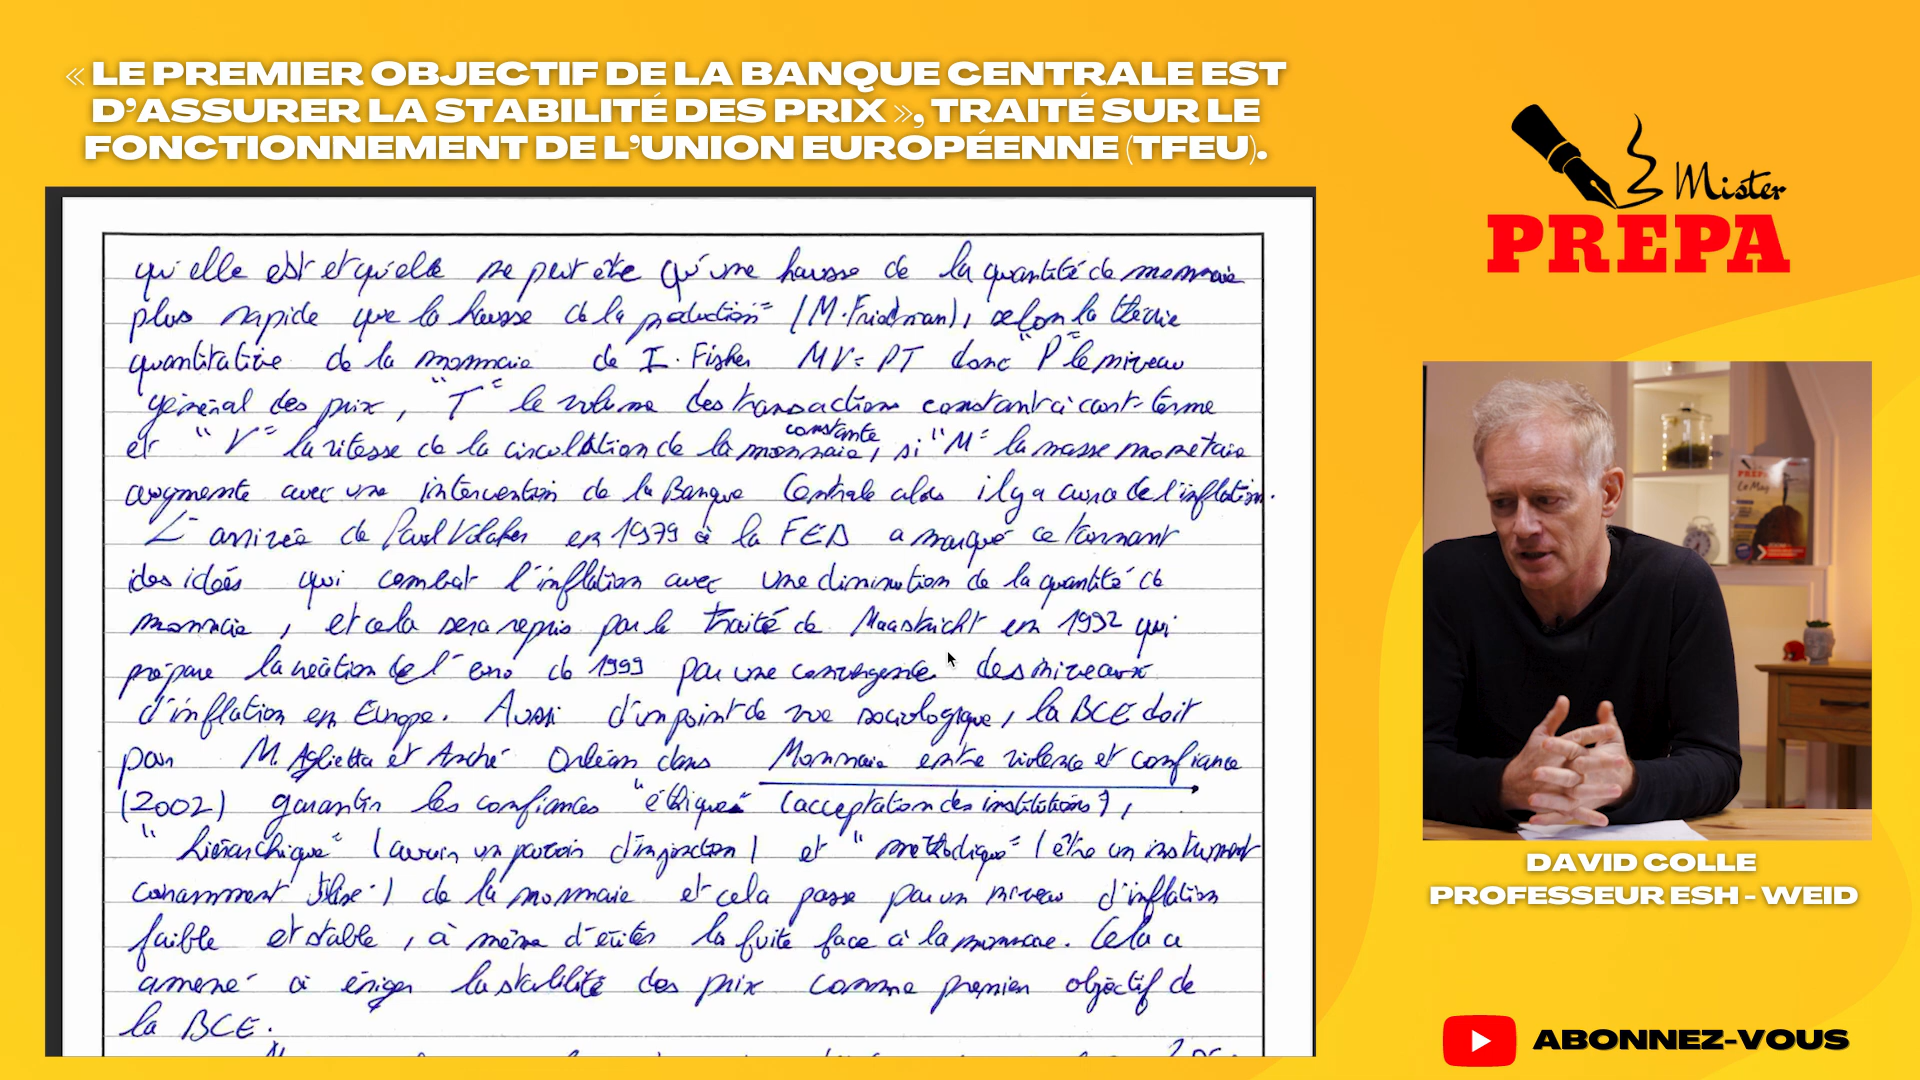 « LE PREMIER OBJECTIF DE LA BANQUE CENTRALE EST
D'ASSURER LA STABILITÉ DES PRIX », TRAITÉ SUR LE
FONCTIONNEMENT DE L'UNION EUROPÉENNE (TFEU).
qu'elle est et qu'elle ne peut être qu'une hausse de la quantité de monnaie
plus rapide que la hausse de la production" (M. Friedman), selon la théorie
quantitative de la monnaie de I. Fisher MV = PT donc "P" le niveau
général des prix, "T" le volume des transactions constant à court-terme
constante
et "V" la vitesse de la circulation de la monnaie, si "M" la masse monétaire
augmente avec une intervention de la Banque Centrale alors il y aura de l'inflation.
L'arrivée de Paul Volcker en 1979 à la FED a marqué ce tournant
des idées qui combat l'inflation avec une diminution de la quantité de
monnaie, et cela sera repris par le traité de Maastricht en 1992 qui
prépare la création de l'euro de 1999 par une convergence des niveaux
d'inflation en Europe. Aussi d'un point de vue sociologique, la BCE doit
pour M. Aglietta et André Orléan dans Monnaie entre violence et confiance
(2002) garantir les confiances "éthique" (acceptation des institutions),
"hiérarchique" (avoir un pouvoir d'injonction) et "méthodique" (être un instrument
utilisé) de la monnaie et cela passe par un niveau d'inflation
faible et stable, à même d'éviter la fuite face à la monnaie. Cela a
amené à ériger la stabilité des prix comme premier objectif de
la BCE.
Mister
PREPA
DAVID COLLE
PROFESSEUR ESH - WEID
ABONNEZ-VOUS